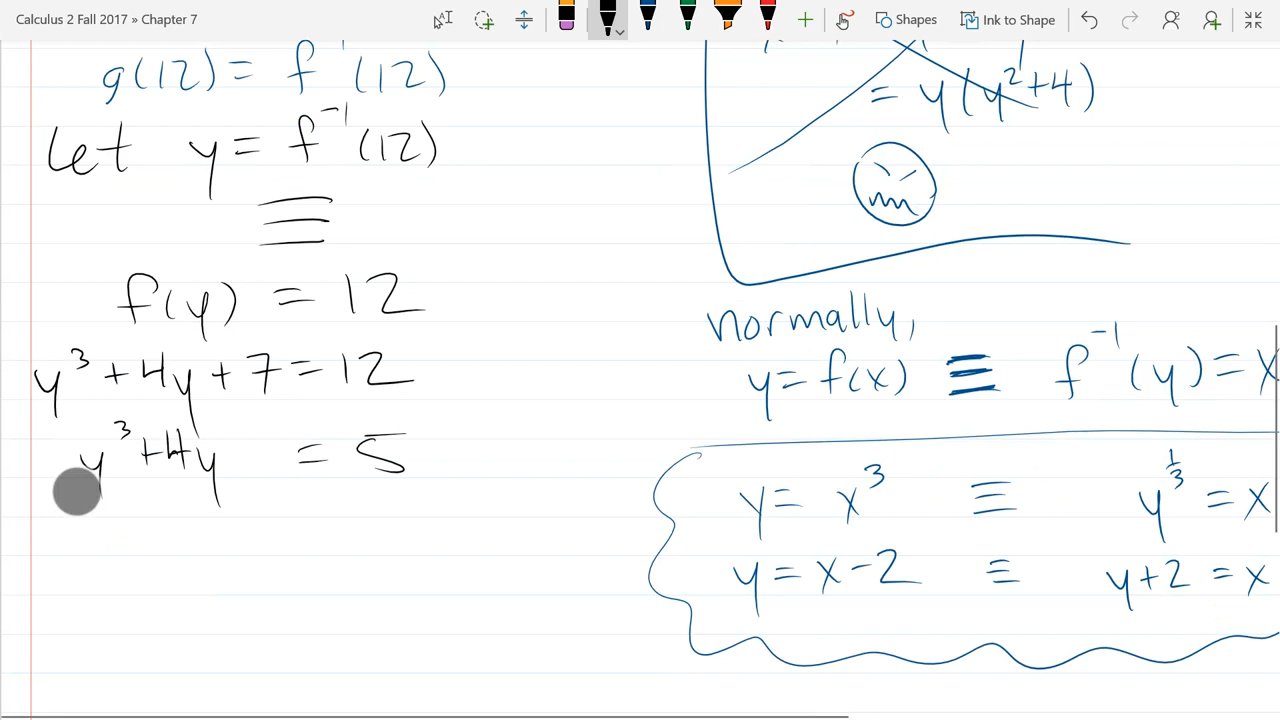 Calculus 2 Fall 2017 » Chapter 7
Shapes
Ink to Shape
g(12) = f⁻¹(12)
Let y = f⁻¹(12)
≡
f(y) = 12
y³ + 4y + 7 = 12
y³ + 4y = 5
= y(y² + 4)
normally,
y = f(x) ≡ f⁻¹(y) = x
y = x³ ≡ y^(1/3) = x
y = x - 2 ≡ y + 2 = x